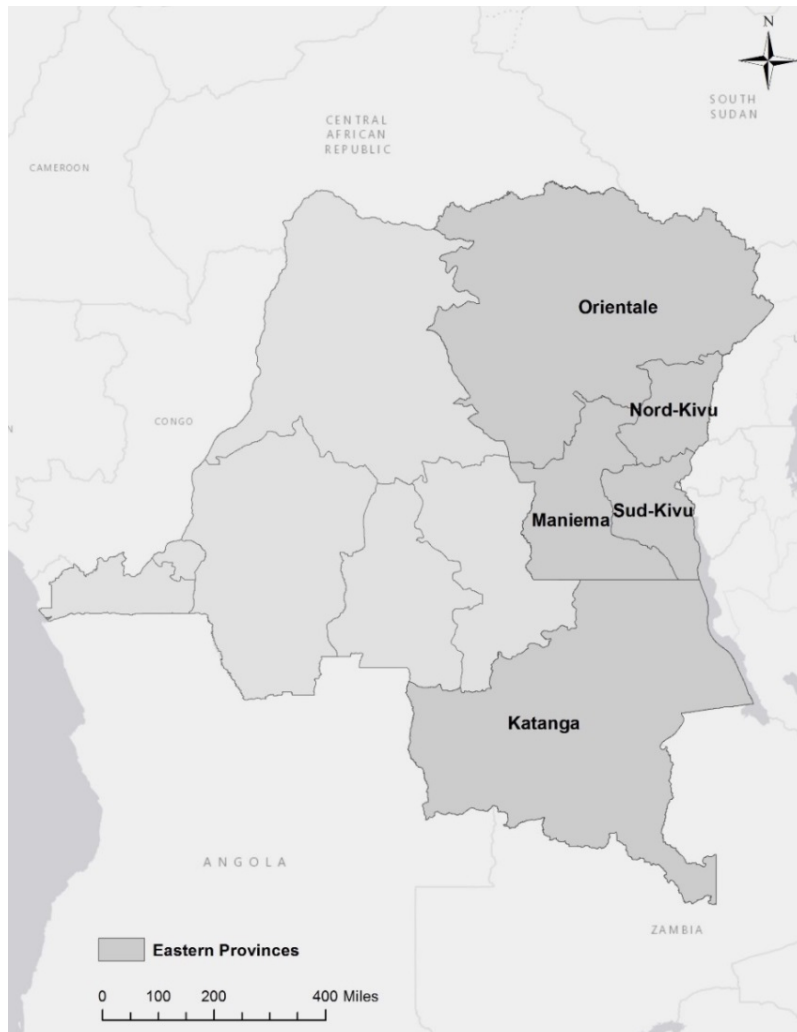 N
SOUTH
SUDAN
CENTRAL
AFRICAN
REPUBLIC
CAMEROON
Orientale
Nord-Kivu
CONGO
Maniema
Sud-Kivu
Katanga
ANGOLA
ZAMBIA
Eastern Provinces
0 100 200 400 Miles